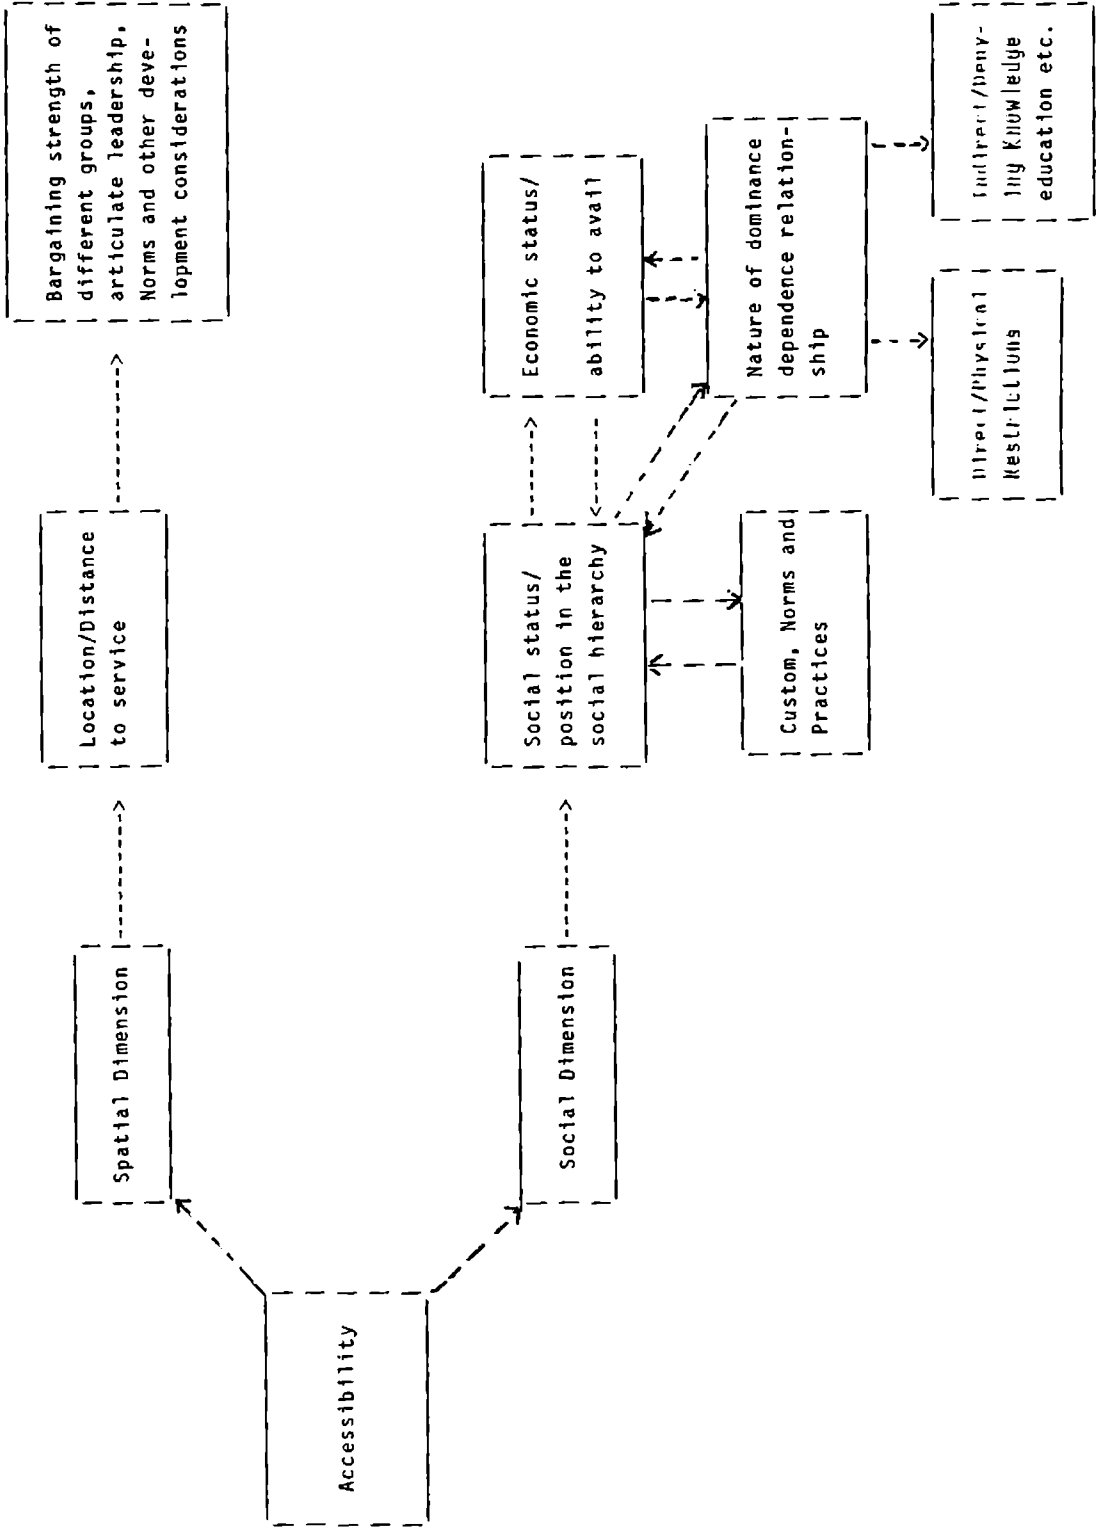 Accessibility
Spatial Dimension
Location/Distance
to service
Bargaining strength of
different groups,
articulate leadership,
Norms and other deve-
lopment considerations
Social Dimension
Social status/
position in the
social hierarchy
Economic status/
ability to avail
Custom, Norms and
Practices
Nature of dominance
dependence relation-
ship
Direct/Physical
Restrictions
Indirect/Deny-
ing Knowledge
education etc.